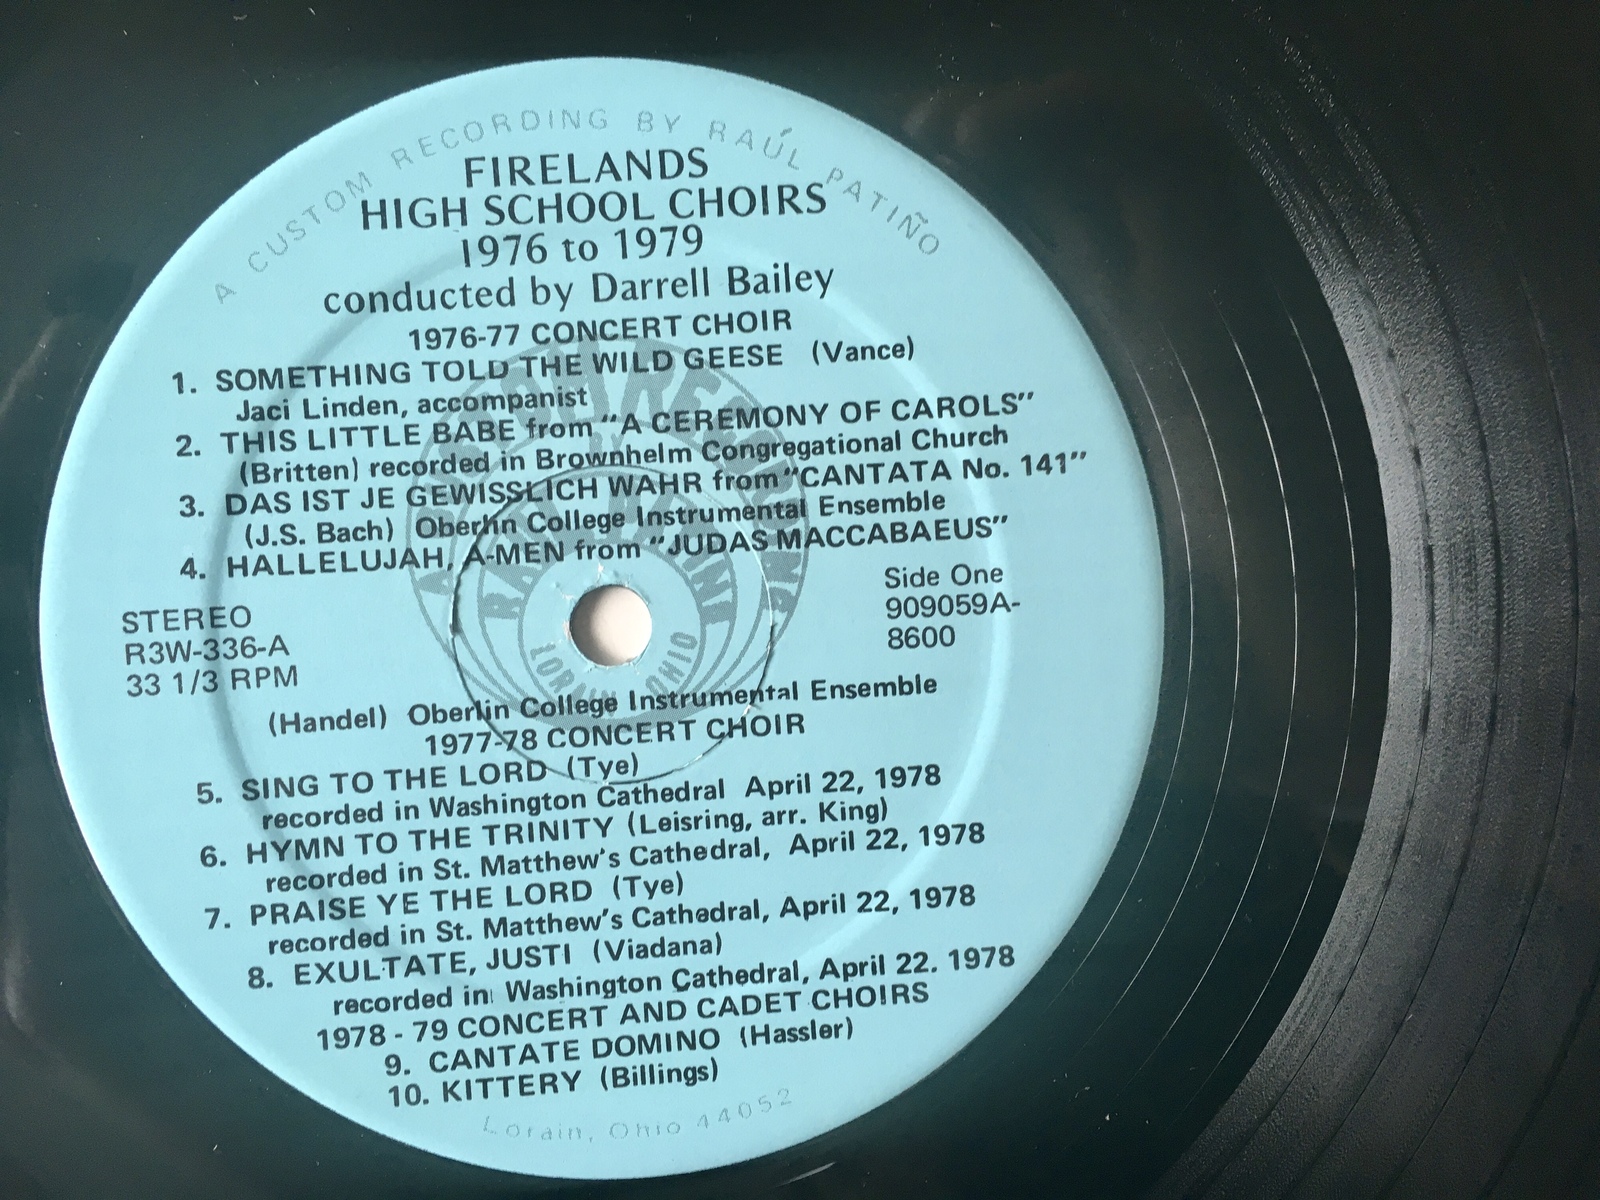 A CUSTOM RECORDING BY RAÚL PATIÑO
FIRELANDS
HIGH SCHOOL CHOIRS
1976 to 1979
conducted by Darrell Bailey
1976-77 CONCERT CHOIR
1. SOMETHING TOLD THE WILD GEESE (Vance)
Jaci Linden, accompanist
2. THIS LITTLE BABE from "A CEREMONY OF CAROLS"
(Britten) recorded in Brownhelm Congregational Church
3. DAS IST JE GEWISSLICH WAHR from "CANTATA No. 141"
(J.S. Bach) Oberlin College Instrumental Ensemble
4. HALLELUJAH, A-MEN from "JUDAS MACCABAEUS"
STEREO
R3W-336-A
33 1/3 RPM
Side One
909059A-
8600
LORAIN OHIO
(Handel) Oberlin College Instrumental Ensemble
1977-78 CONCERT CHOIR
5. SING TO THE LORD (Tye)
recorded in Washington Cathedral April 22, 1978
6. HYMN TO THE TRINITY (Leisring, arr. King)
recorded in St. Matthew's Cathedral, April 22, 1978
7. PRAISE YE THE LORD (Tye)
recorded in St. Matthew's Cathedral, April 22, 1978
8. EXULTATE, JUSTI (Viadana)
recorded in Washington Cathedral, April 22. 1978
1978 - 79 CONCERT AND CADET CHOIRS
9. CANTATE DOMINO (Hassler)
10. KITTERY (Billings)
Lorain, Ohio 44052